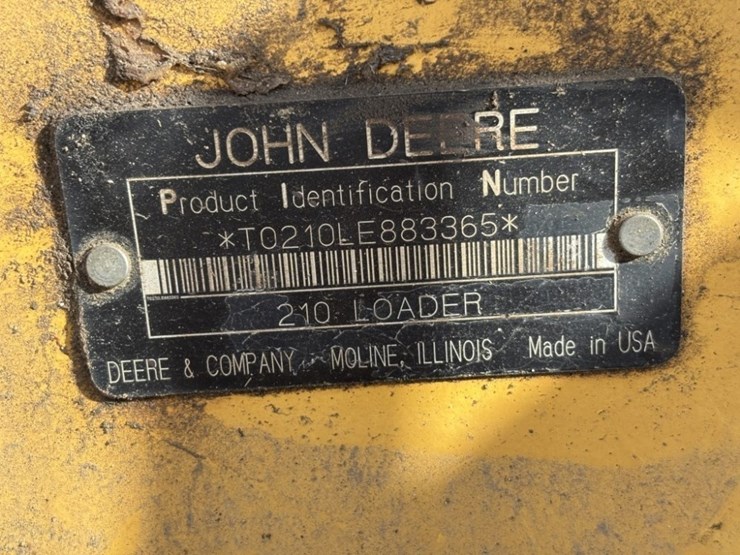 JOHN DEERE
Product Identification Number
*T0210LE883365*
210 LOADER
DEERE & COMPANY MOLINE, ILLINOIS Made in USA